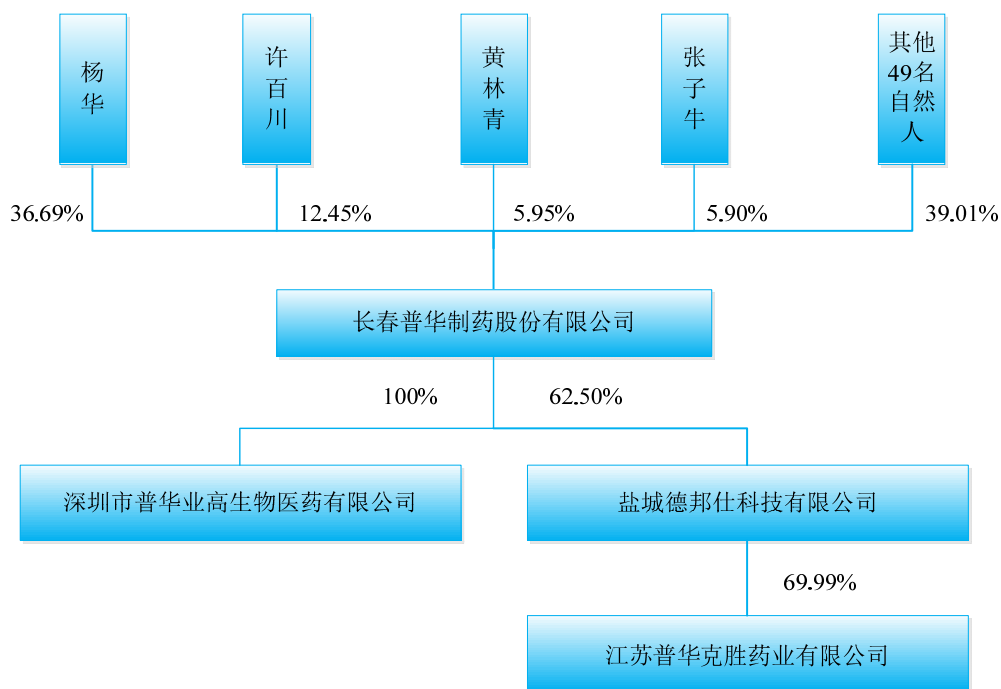 杨华
许百川
黄林青
张子牛
其他
49名
自然
人
36.69%
12.45%
5.95%
5.90%
39.01%
长春普华制药股份有限公司
100%
62.50%
深圳市普华业高生物医药有限公司
盐城德邦仕科技有限公司
69.99%
江苏普华克胜药业有限公司